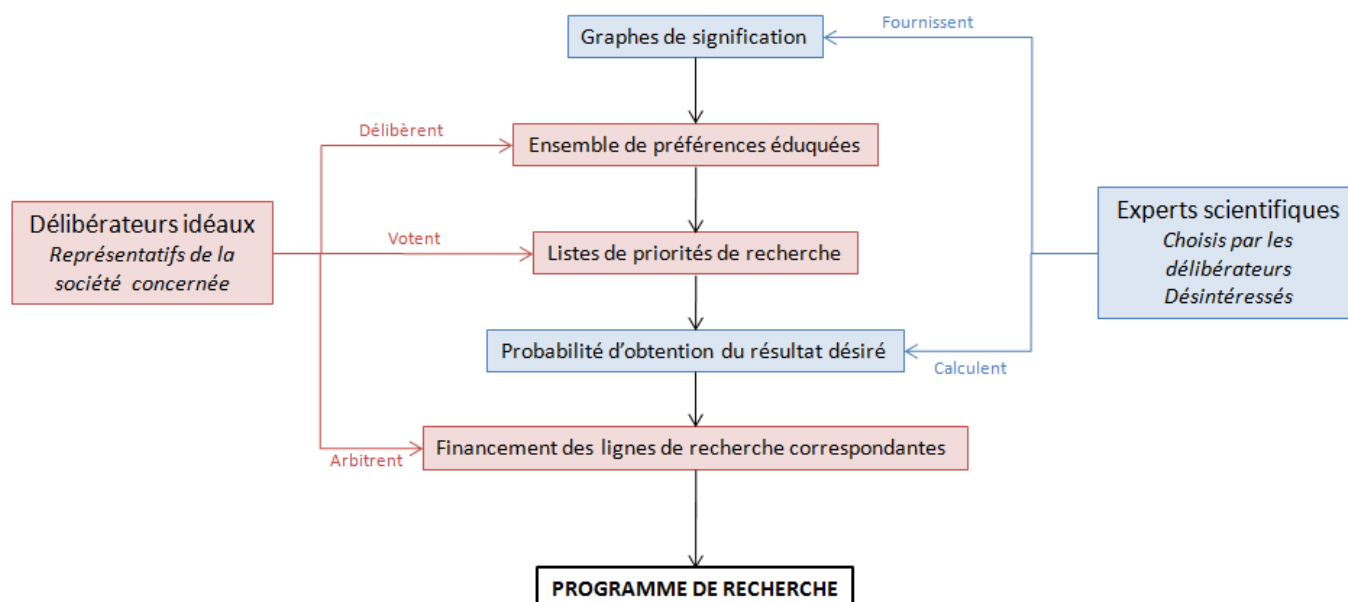 Graphes de signification
Fournissent
Délibèrent
Ensemble de préférences éduquées
Délibérateurs idéaux
Représentatifs de la
société concernée
Votent
Listes de priorités de recherche
Experts scientifiques
Choisis par les
délibérateurs
Désintéressés
Probabilité d'obtention du résultat désiré
Calculent
Arbitrent
Financement des lignes de recherche correspondantes
PROGRAMME DE RECHERCHE